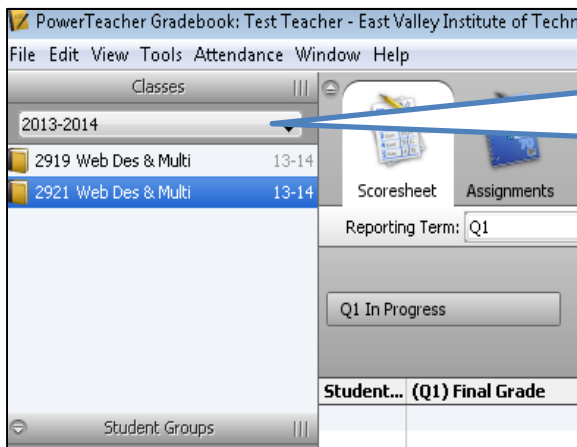 PowerTeacher Gradebook: Test Teacher - East Valley Institute of Techn
File Edit View Tools Attendance Window Help
Classes
2013-2014
2919 Web Des & Multi 13-14
2921 Web Des & Multi 13-14
Scoresheet Assignments
Reporting Term: Q1
Q1 In Progress
Student... (Q1) Final Grade
Student Groups